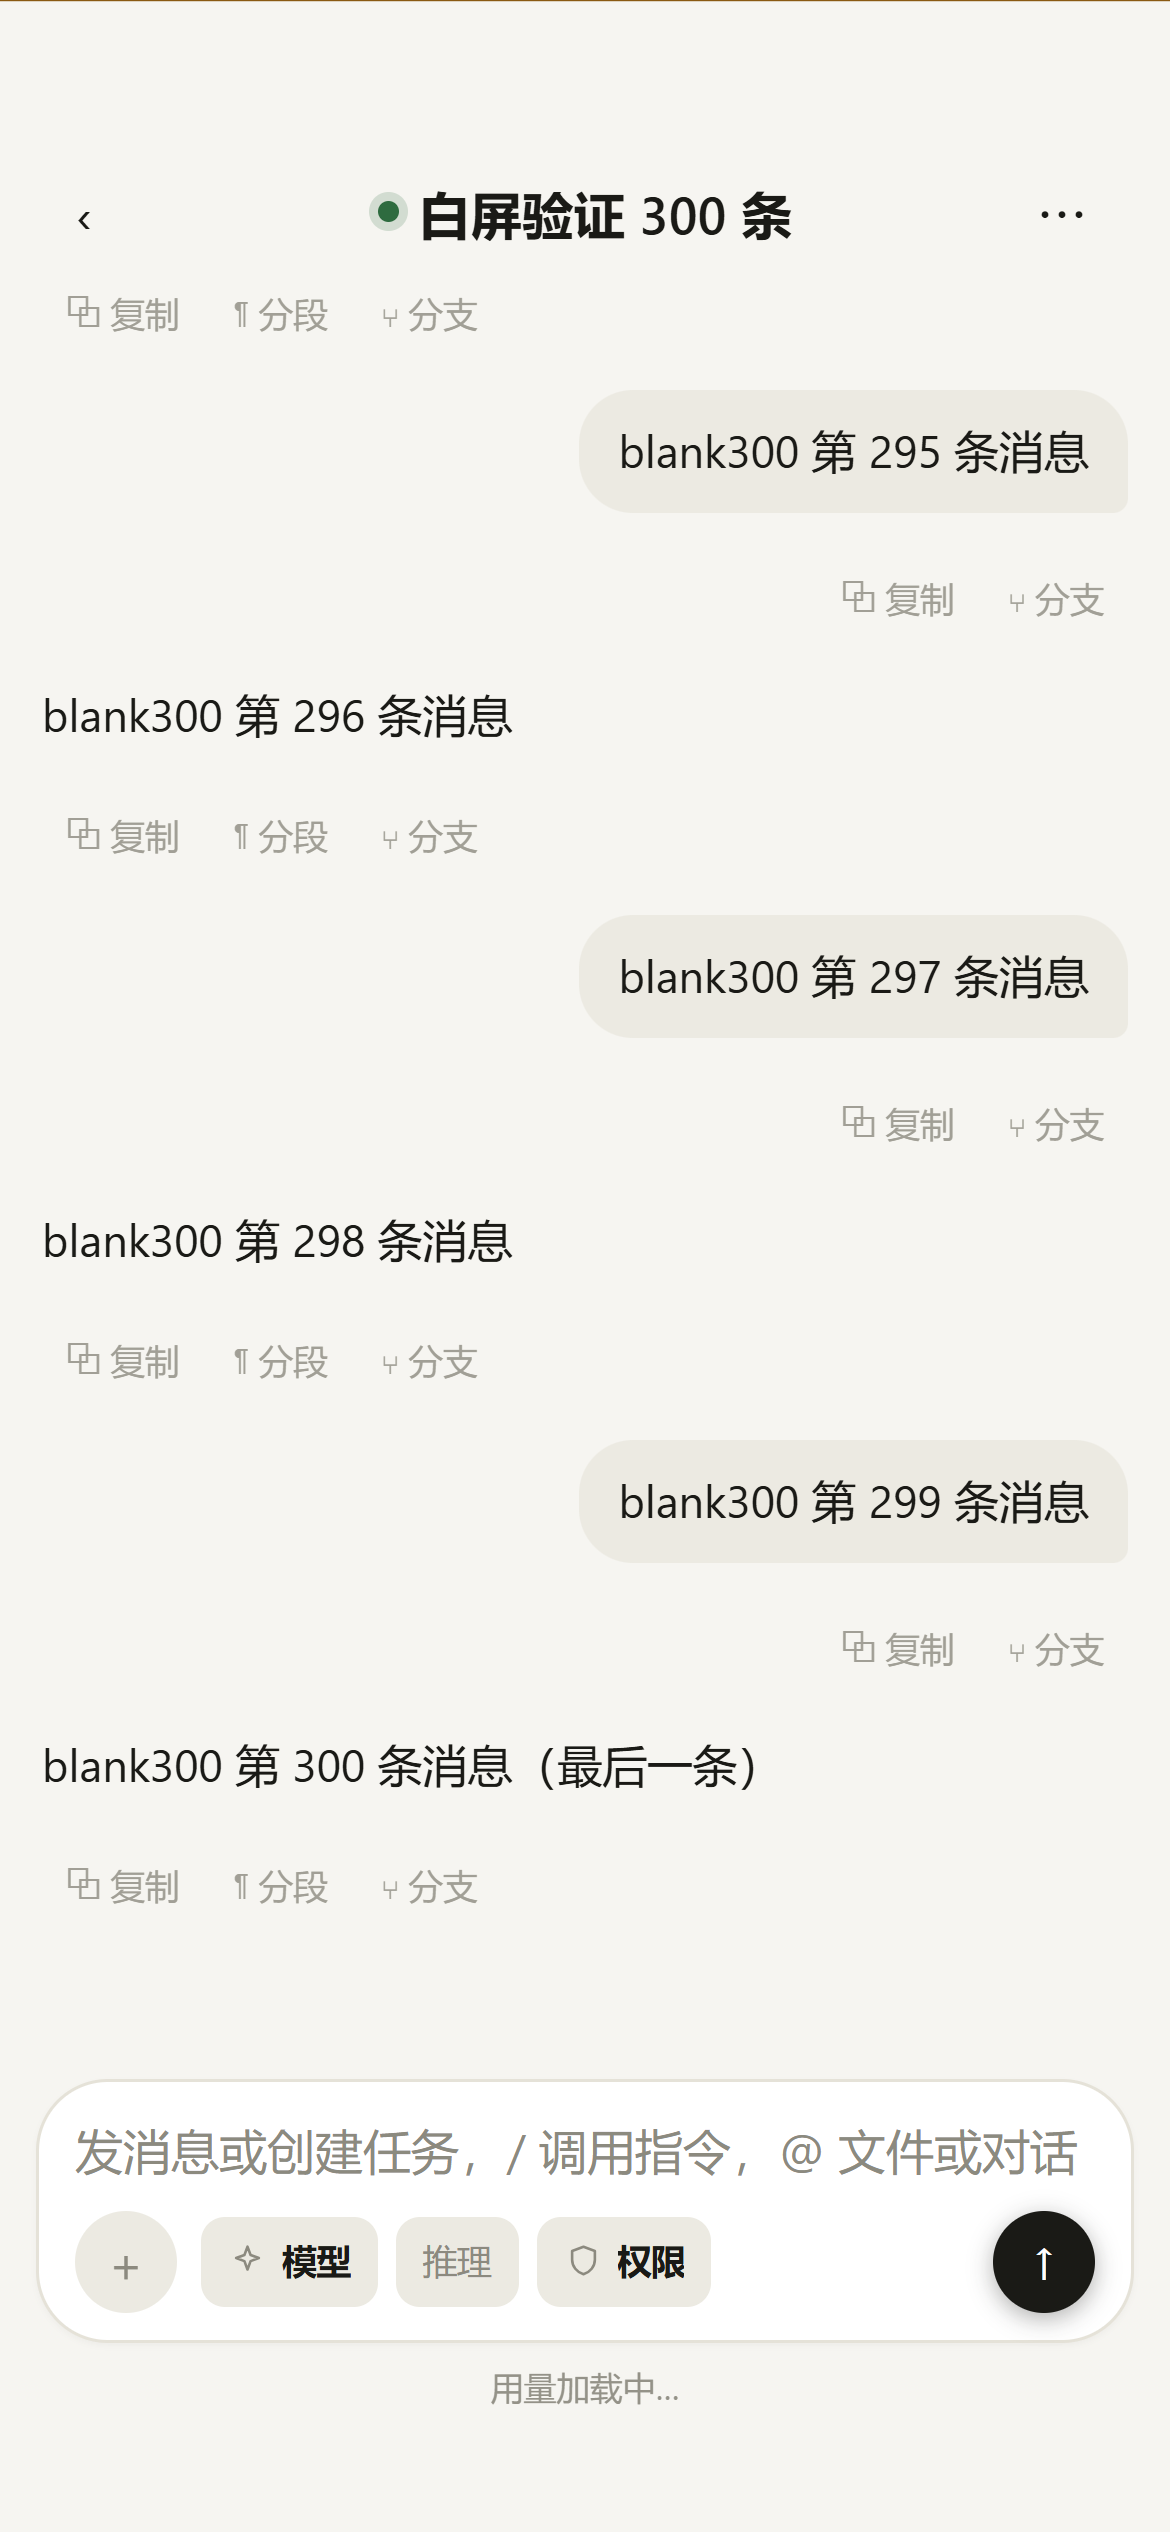 ‹ 白屏验证 300 条 ···
复制 ¶ 分段 分支
blank300 第 295 条消息
复制 分支
blank300 第 296 条消息
复制 ¶ 分段 分支
blank300 第 297 条消息
复制 分支
blank300 第 298 条消息
复制 ¶ 分段 分支
blank300 第 299 条消息
复制 分支
blank300 第 300 条消息（最后一条）
复制 ¶ 分段 分支
发消息或创建任务，/ 调用指令，@ 文件或对话
+ 模型 推理 权限 ↑
用量加载中...